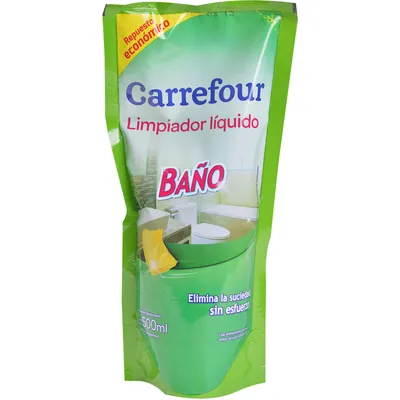 Repuesto
económico
Carrefour
Limpiador líquido
BAÑO
Elimina la suciedad
sin esfuerzo
500ml